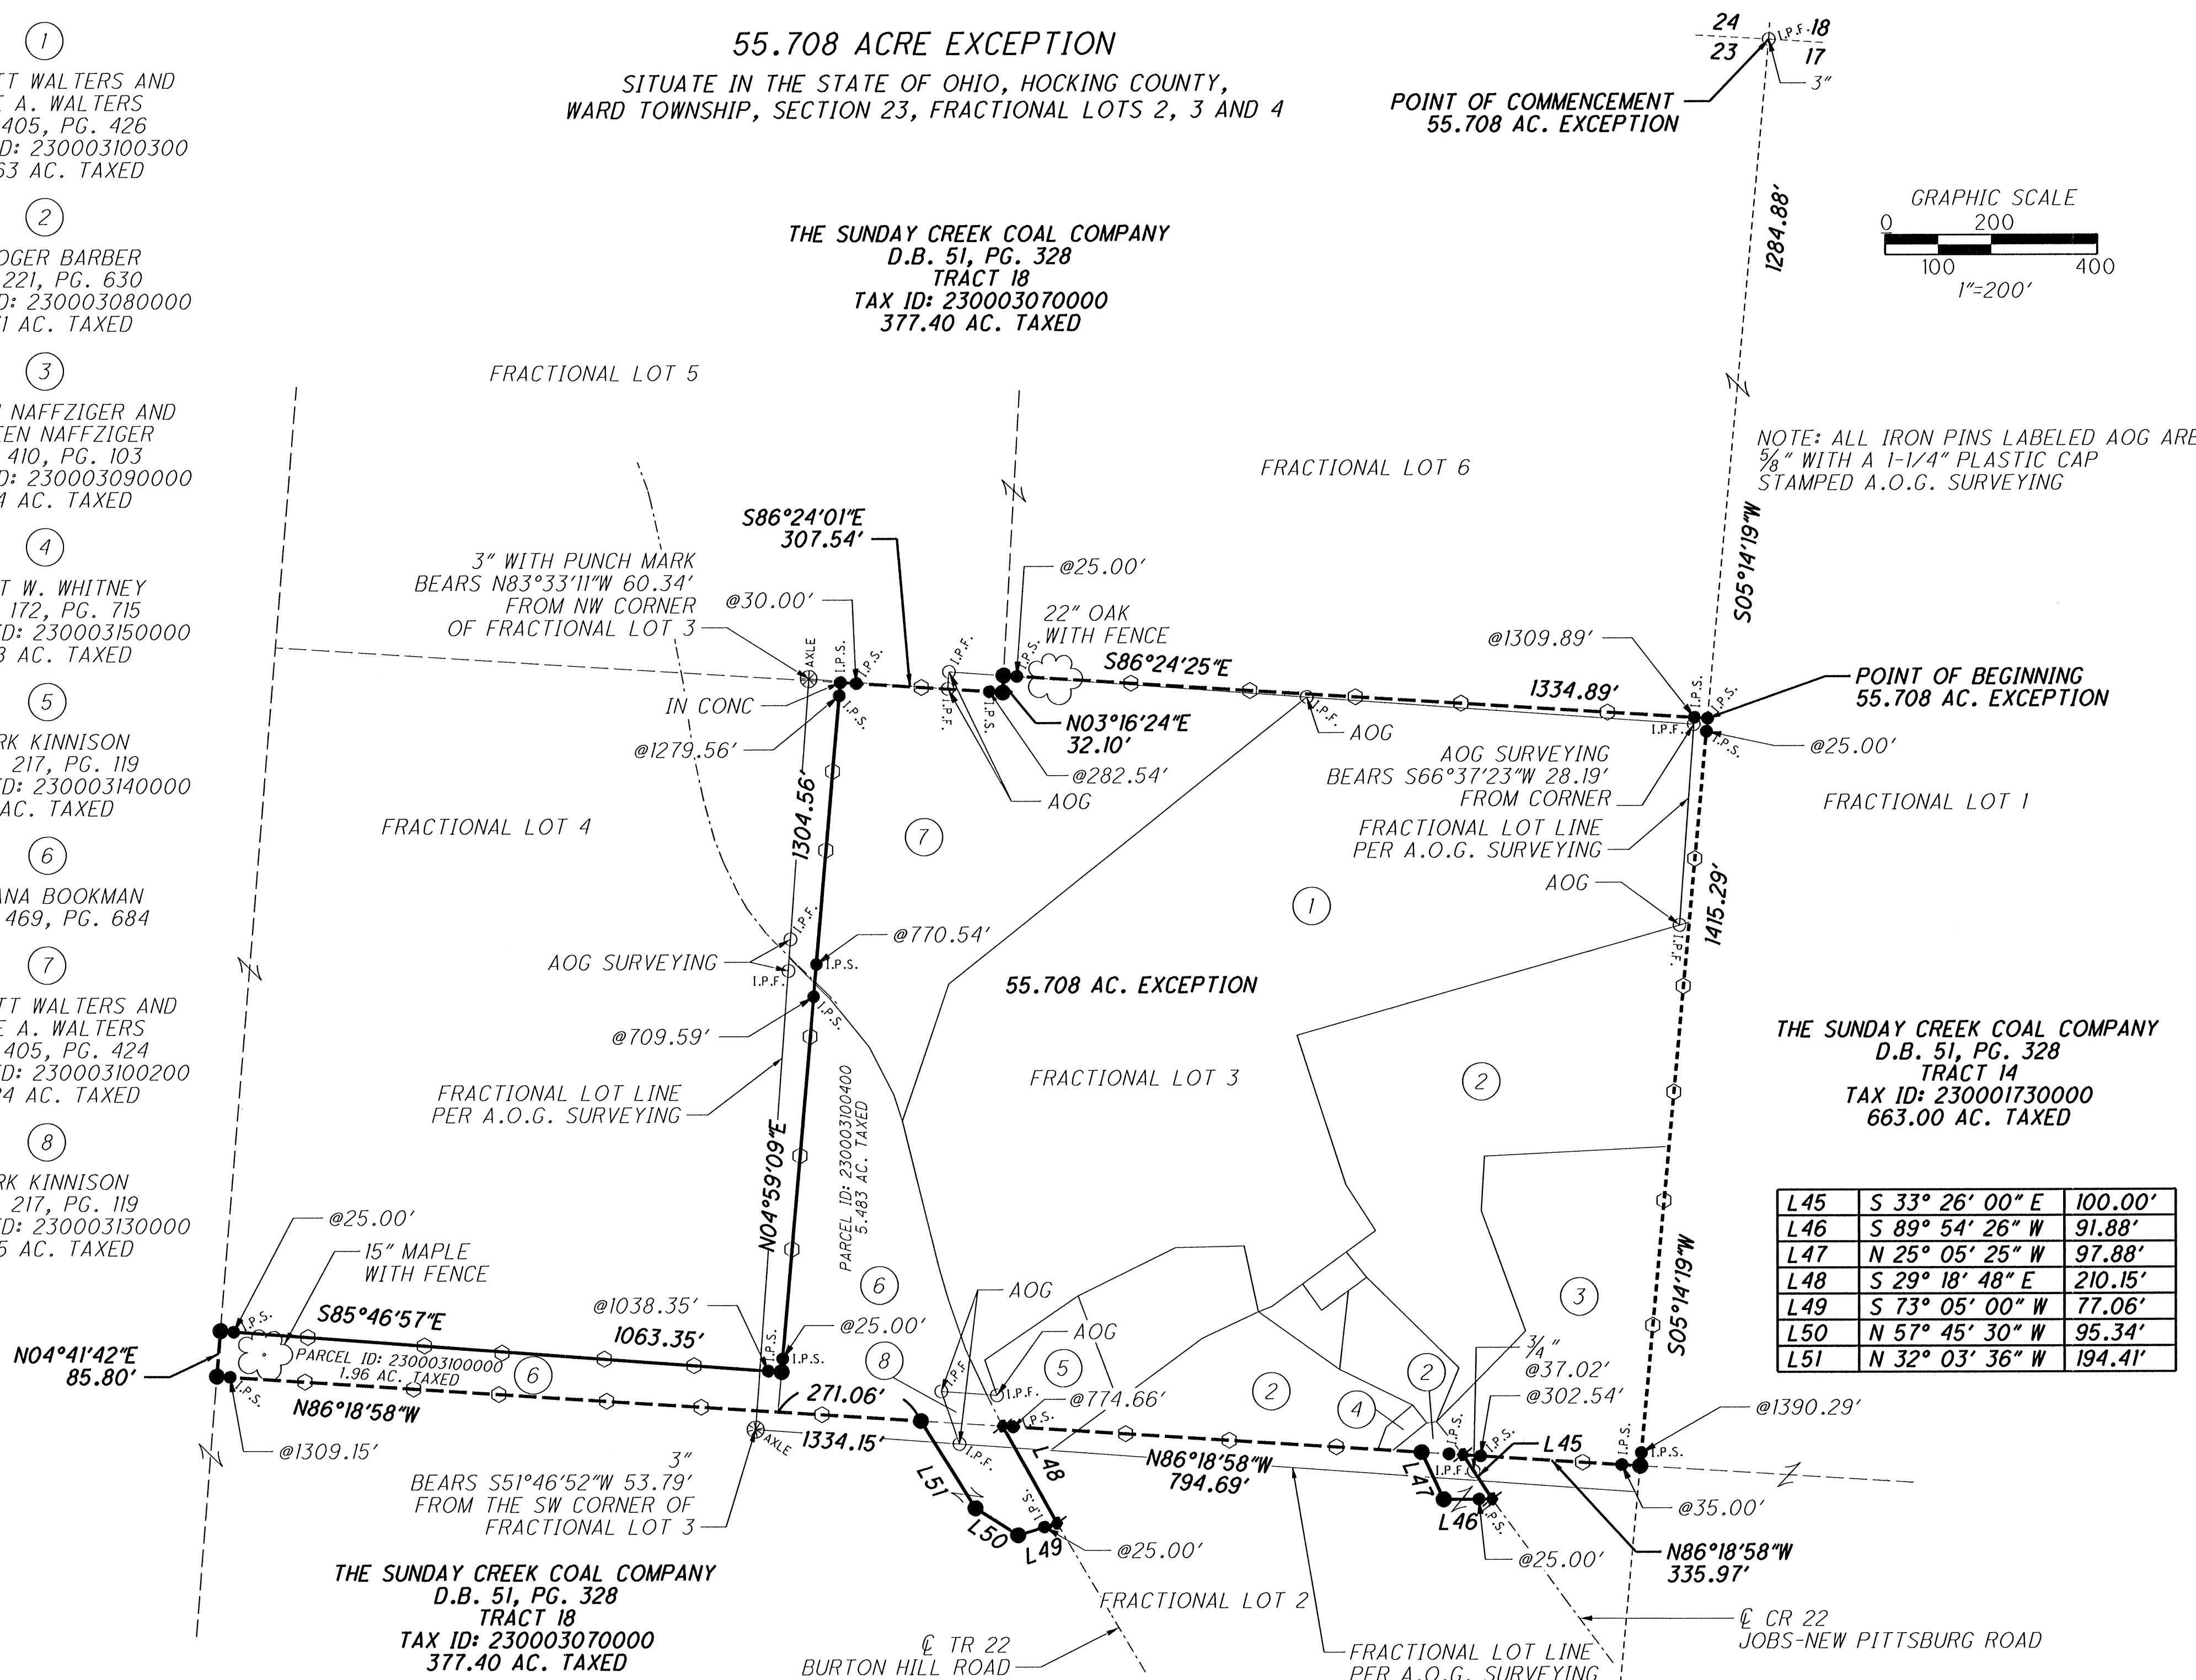 55.708 ACRE EXCEPTION
SITUATE IN THE STATE OF OHIO, HOCKING COUNTY,
WARD TOWNSHIP, SECTION 23, FRACTIONAL LOTS 2, 3 AND 4
1
WALTERS AND
A. WALTERS
405, PG. 426
230003100300
AC. TAXED
2
BARBER
221, PG. 630
230003080000
AC. TAXED
3
NAFFZIGER AND
NAFFZIGER
410, PG. 103
230003090000
AC. TAXED
4
W. WHITNEY
172, PG. 715
230003150000
AC. TAXED
5
KINNISON
217, PG. 119
230003140000
AC. TAXED
6
BOOKMAN
469, PG. 684
7
WALTERS AND
A. WALTERS
405, PG. 424
230003100200
AC. TAXED
8
KINNISON
217, PG. 119
230003130000
AC. TAXED
24
I.P.F. 18
23
17
3"
POINT OF COMMENCEMENT
55.708 AC. EXCEPTION
1284.88'
S05°14'19"W
GRAPHIC SCALE
0 200
100 400
1"=200'
THE SUNDAY CREEK COAL COMPANY
D.B. 51, PG. 328
TRACT 18
TAX ID: 230003070000
377.40 AC. TAXED
FRACTIONAL LOT 5
FRACTIONAL LOT 6
NOTE: ALL IRON PINS LABELED AOG ARE
5/8" WITH A 1-1/4" PLASTIC CAP
STAMPED A.O.G. SURVEYING
S86°24'01"E
307.54'
3" WITH PUNCH MARK
BEARS N83°33'11"W 60.34'
FROM NW CORNER
OF FRACTIONAL LOT 3
@30.00'
@25.00'
22" OAK
WITH FENCE
S86°24'25"E
1334.89'
@1309.89'
POINT OF BEGINNING
55.708 AC. EXCEPTION
AXLE
I.P.S.
I.P.S.
I.P.F.
I.P.S.
I.P.S.
I.P.S.
IN CONC
I.P.S.
I.P.F.
I.P.S.
I.P.F.
I.P.F.
I.P.S.
@1279.56'
N03°16'24"E
32.10'
@282.54'
AOG
AOG
@25.00'
AOG SURVEYING
BEARS S66°37'23"W 28.19'
FROM CORNER
FRACTIONAL LOT LINE
PER A.O.G. SURVEYING
AOG
I.P.F.
1415.29'
FRACTIONAL LOT 1
FRACTIONAL LOT 4
1304.56'
7
1
I.P.F.
@770.54'
AOG SURVEYING
I.P.S.
I.P.F.
I.P.S.
55.708 AC. EXCEPTION
@709.59'
FRACTIONAL LOT 3
2
FRACTIONAL LOT LINE
PER A.O.G. SURVEYING
N04°59'09"E
PARCEL ID: 230003100400
5.483 AC. TAXED
THE SUNDAY CREEK COAL COMPANY
D.B. 51, PG. 328
TRACT 14
TAX ID: 230001730000
663.00 AC. TAXED
L45 S 33° 26' 00" E 100.00'
L46 S 89° 54' 26" W 91.88'
L47 N 25° 05' 25" W 97.88'
L48 S 29° 18' 48" E 210.15'
L49 S 73° 05' 00" W 77.06'
L50 N 57° 45' 30" W 95.34'
L51 N 32° 03' 36" W 194.41'
@25.00'
15" MAPLE
WITH FENCE
I.P.S.
S85°46'57"E
1063.35'
@1038.35'
I.P.S.
I.P.S.
@25.00'
6
AOG
AOG
3
S05°14'19"W
N04°41'42"E
85.80'
PARCEL ID: 230003100000
1.96 AC. TAXED
6
I.P.S.
N86°18'58"W
@1309.15'
271.06'
1334.15'
AXLE
8
I.P.F.
I.P.F.
I.P.F.
5
@774.66'
I.P.S.
2
4
2
3/4"
@37.02'
@302.54'
@1390.29'
I.P.S.
I.P.S.
I.P.S.
I.P.S.
I.P.F.
L45
3"
BEARS S51°46'52"W 53.79'
FROM THE SW CORNER OF
FRACTIONAL LOT 3
L51
L48
N86°18'58"W
794.69'
L47
L50
L49
I.P.S.
@25.00'
L46
I.P.S.
@25.00'
@35.00'
N86°18'58"W
335.97'
THE SUNDAY CREEK COAL COMPANY
D.B. 51, PG. 328
TRACT 18
TAX ID: 230003070000
377.40 AC. TAXED
FRACTIONAL LOT 2
℄ TR 22
BURTON HILL ROAD
FRACTIONAL LOT LINE
PER A.O.G. SURVEYING
℄ CR 22
JOBS-NEW PITTSBURG ROAD